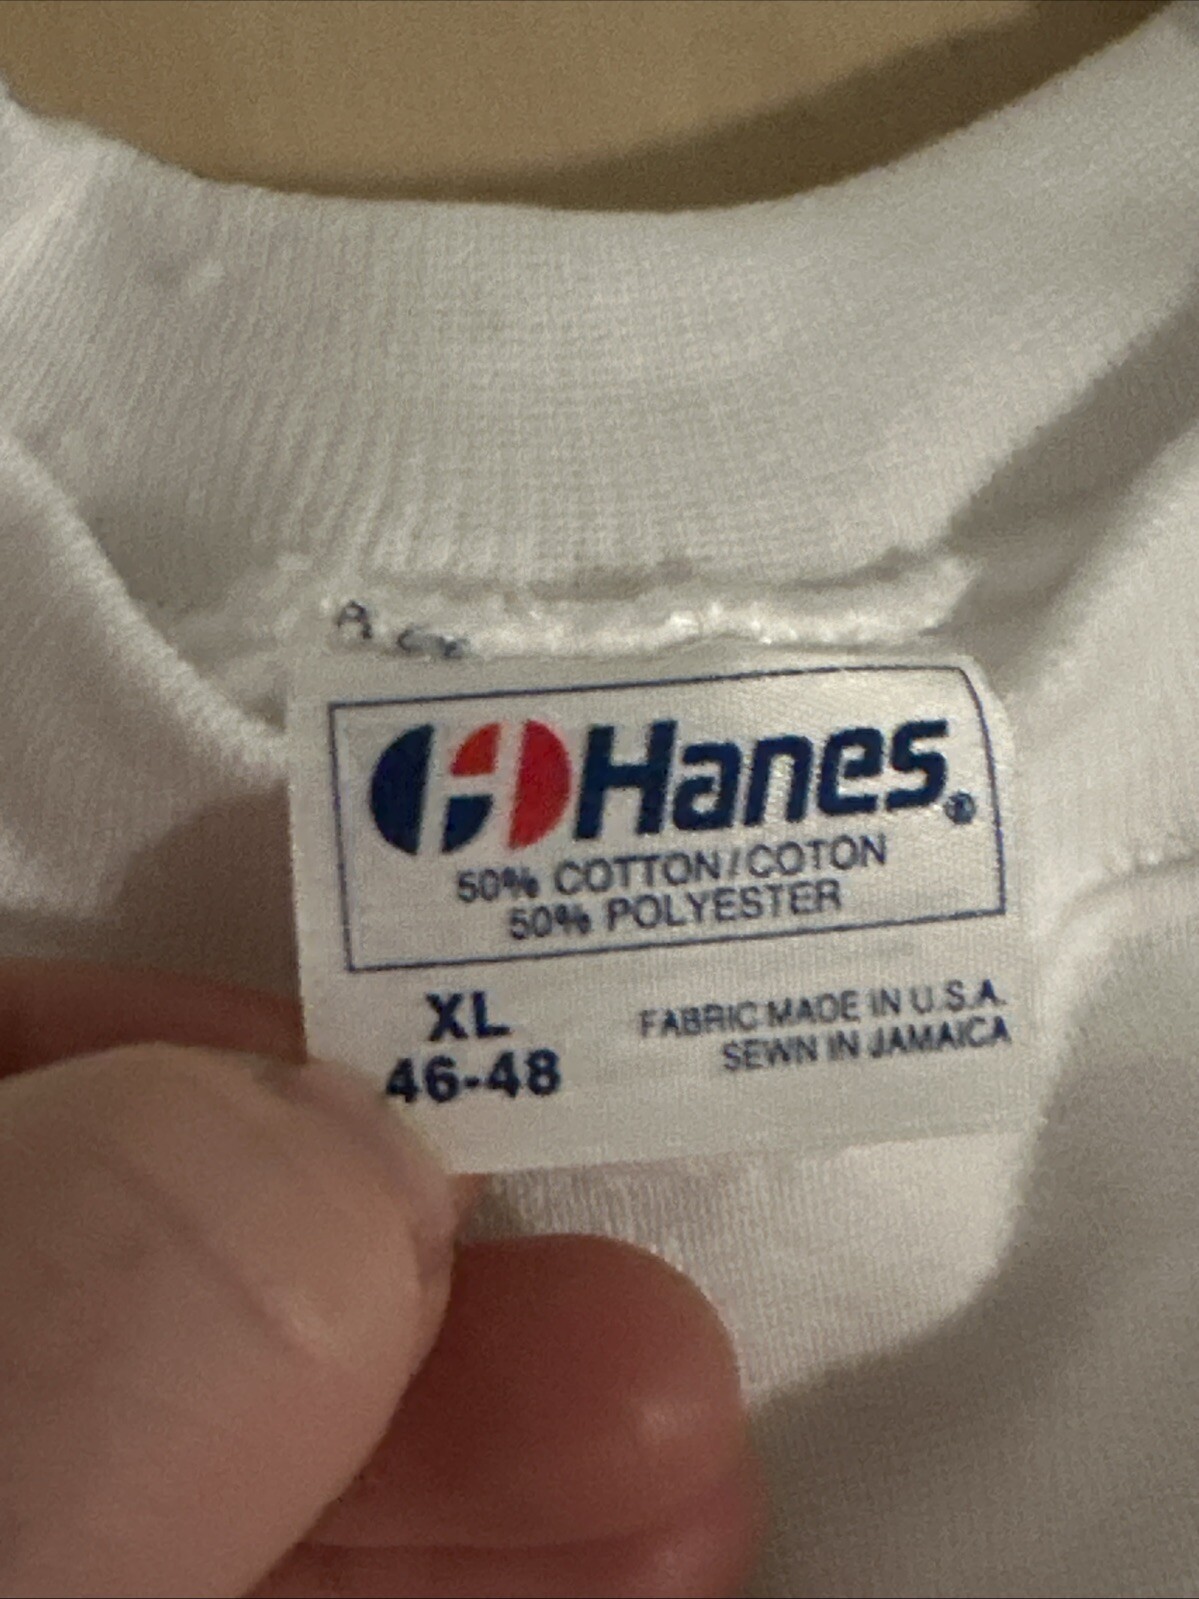 Hanes®
50% COTTON/COTON
50% POLYESTER
XL
46-48
FABRIC MADE IN U.S.A.
SEWN IN JAMAICA